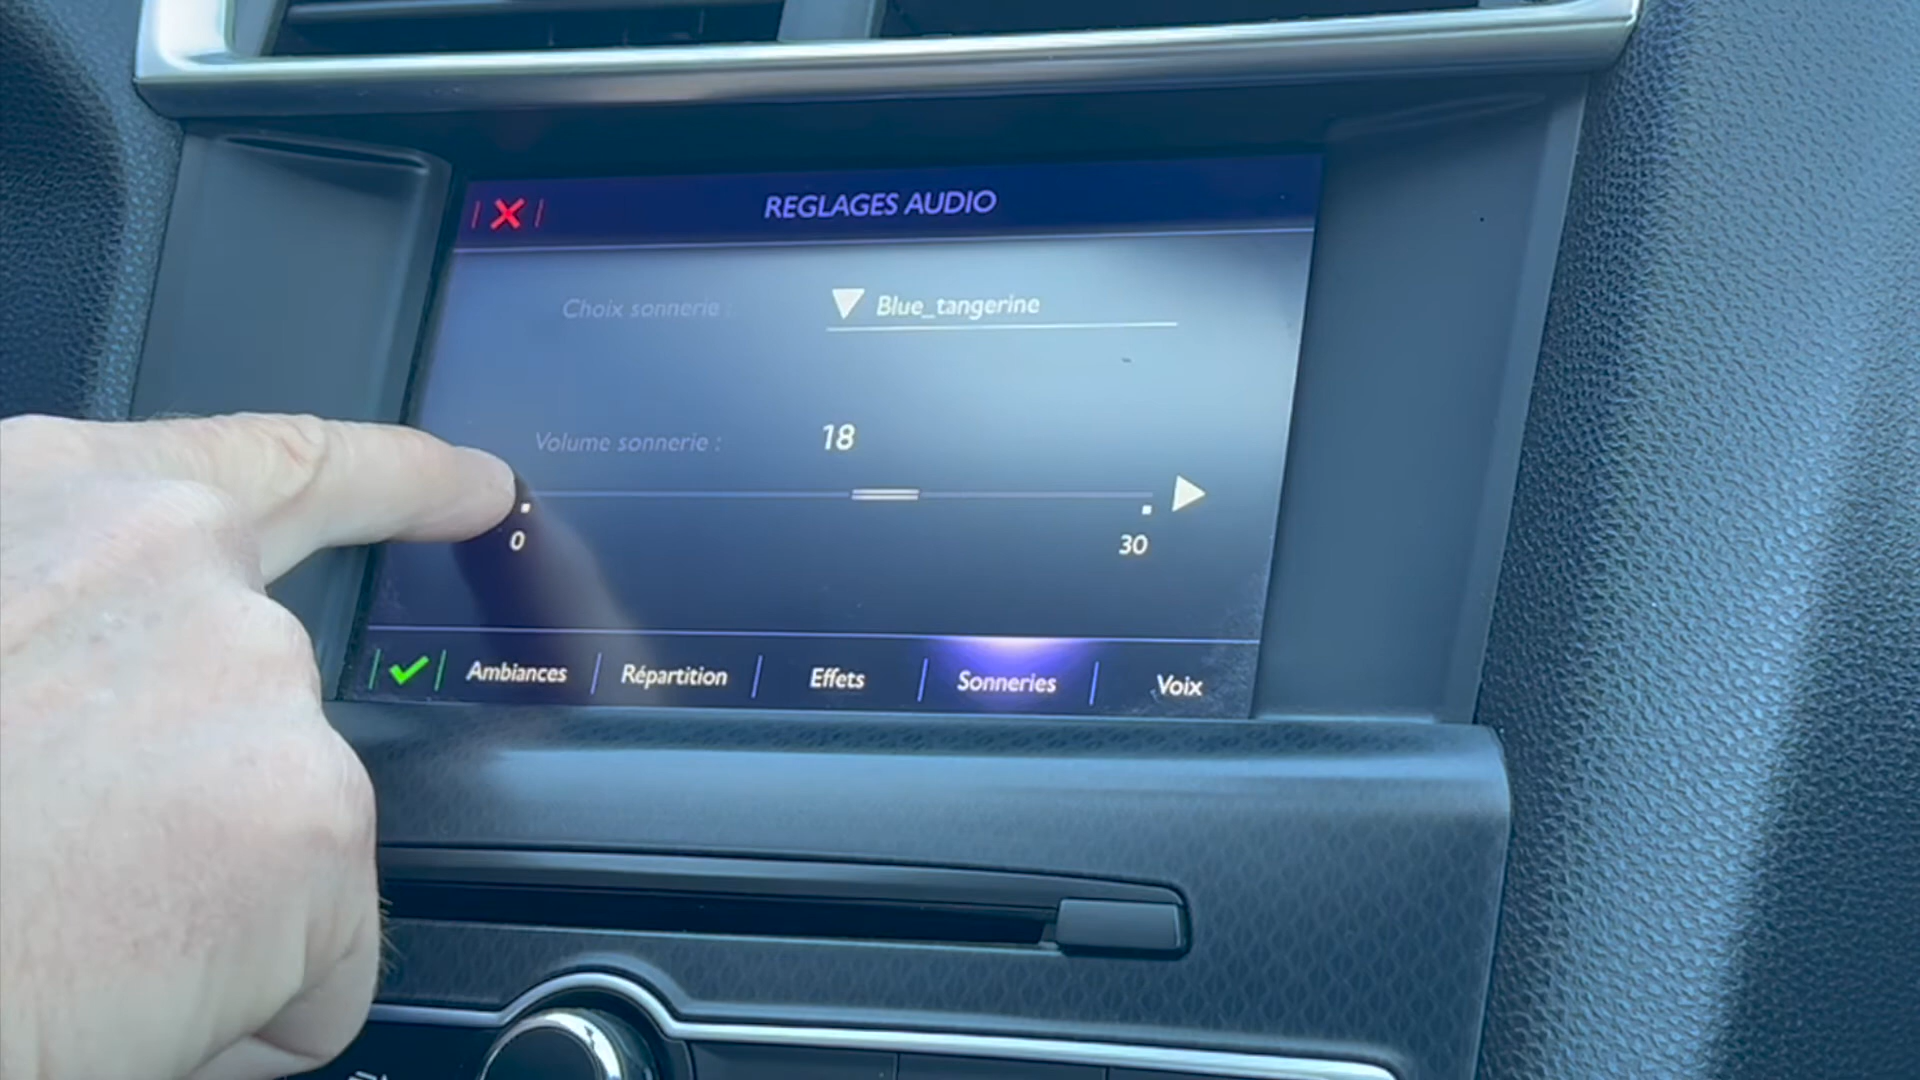 REGLAGES AUDIO
Choix sonnerie : Blue_tangerine
Volume sonnerie : 18
0 30
Ambiances Répartition Effets Sonneries Voix